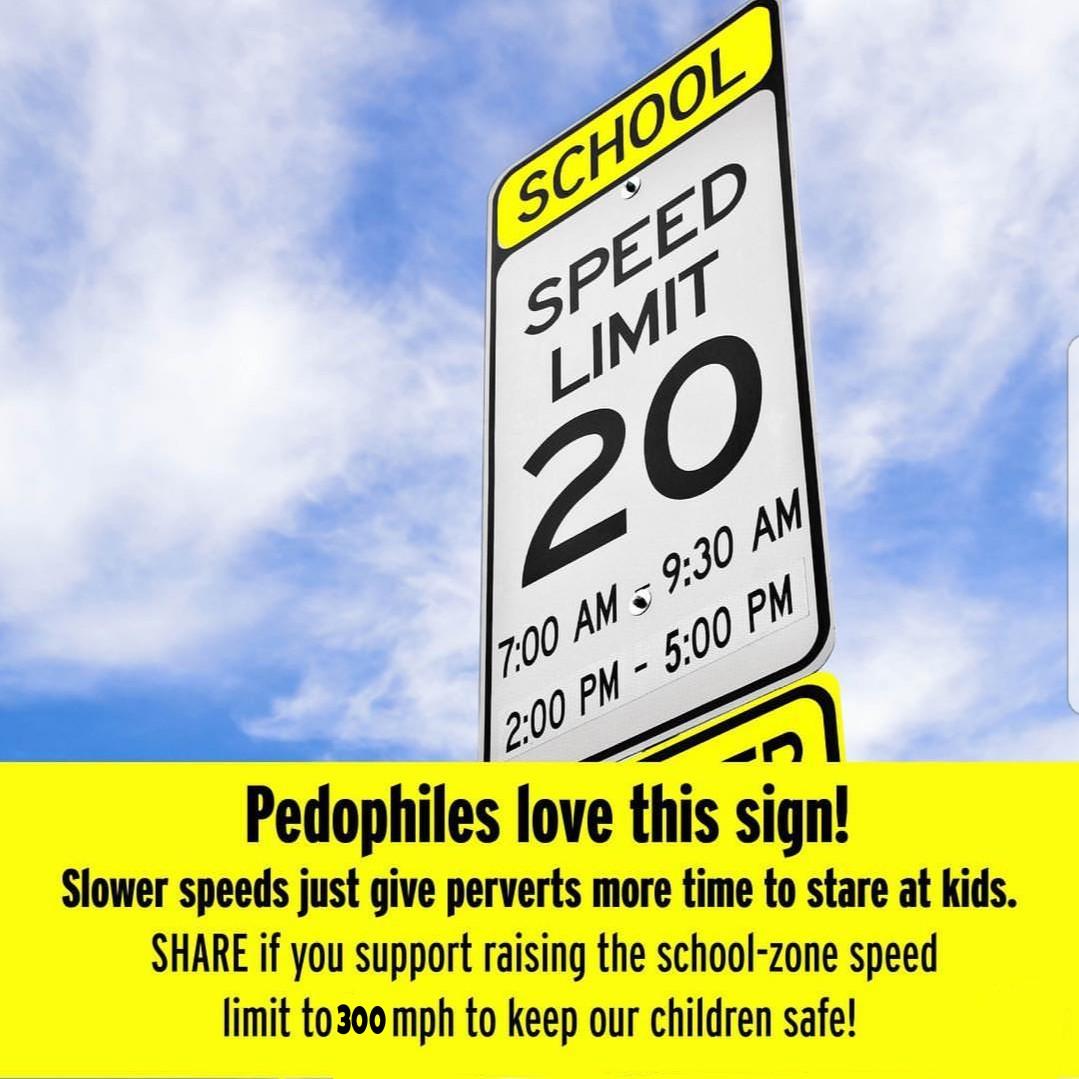 SCHOOL
SPEED
LIMIT
20
7:00 AM - 9:30 AM
2:00 PM - 5:00 PM
Pedophiles love this sign!
Slower speeds just give perverts more time to stare at kids.
SHARE if you support raising the school-zone speed
limit to 300 mph to keep our children safe!